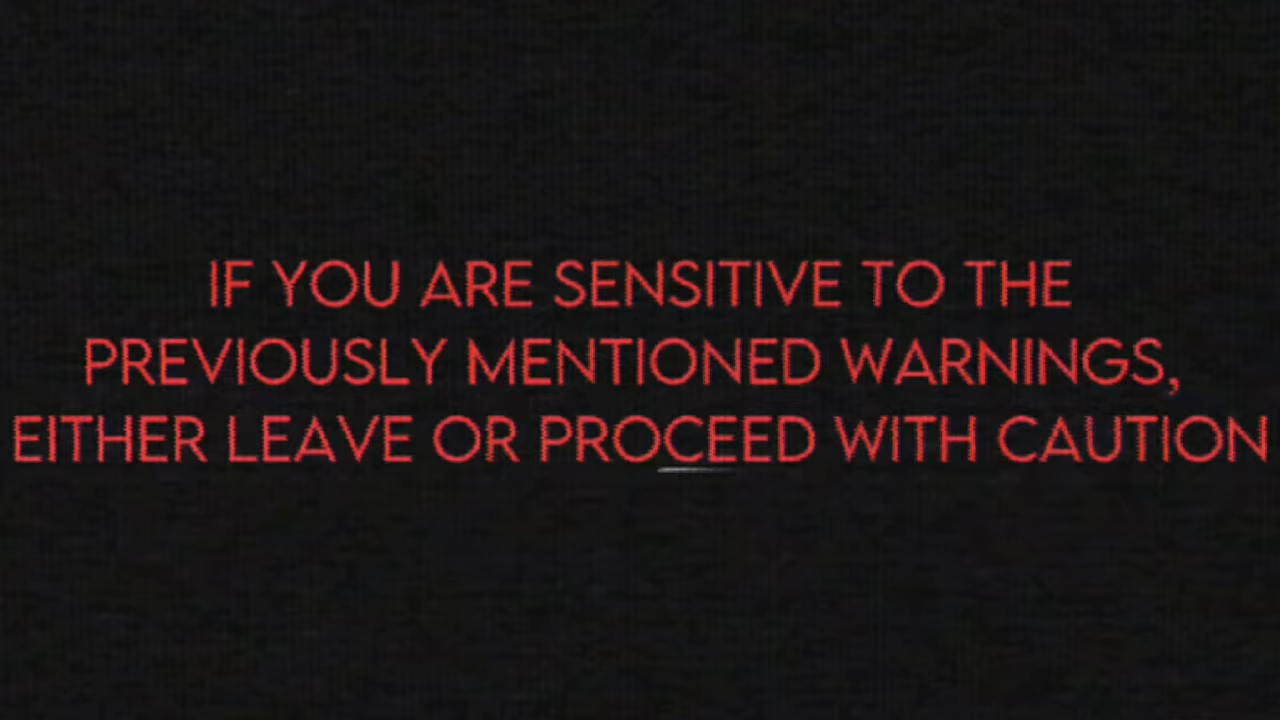 IF YOU ARE SENSITIVE TO THE
PREVIOUSLY MENTIONED WARNINGS,
EITHER LEAVE OR PROCEED WITH CAUTION